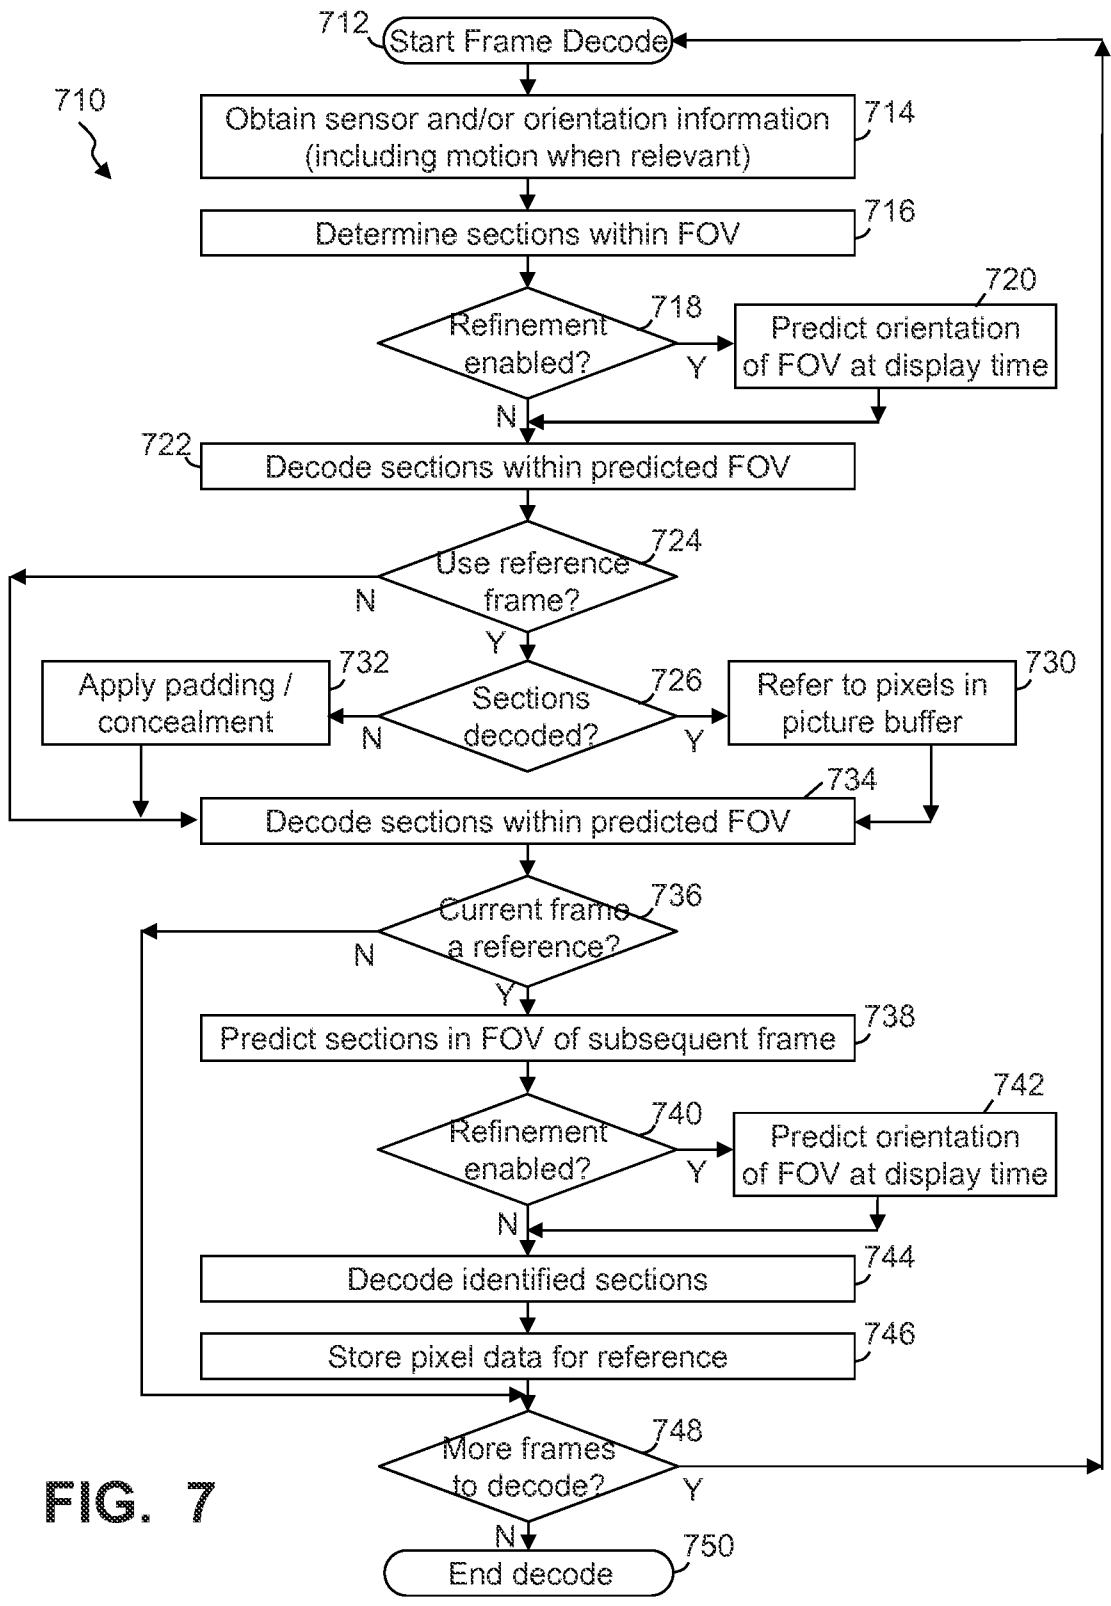 712
Start Frame Decode
710
Obtain sensor and/or orientation information
(including motion when relevant)
714
Determine sections within FOV
716
Refinement
enabled?
718
Y
N
720
Predict orientation
of FOV at display time
722
Decode sections within predicted FOV
Use reference
frame?
724
N
Y
732
Apply padding /
concealment
Sections
decoded?
726
N
Y
730
Refer to pixels in
picture buffer
734
Decode sections within predicted FOV
Current frame
a reference?
736
N
Y
Predict sections in FOV of subsequent frame
738
Refinement
enabled?
740
Y
N
742
Predict orientation
of FOV at display time
Decode identified sections
744
Store pixel data for reference
746
More frames
to decode?
748
Y
N
End decode
750
FIG. 7